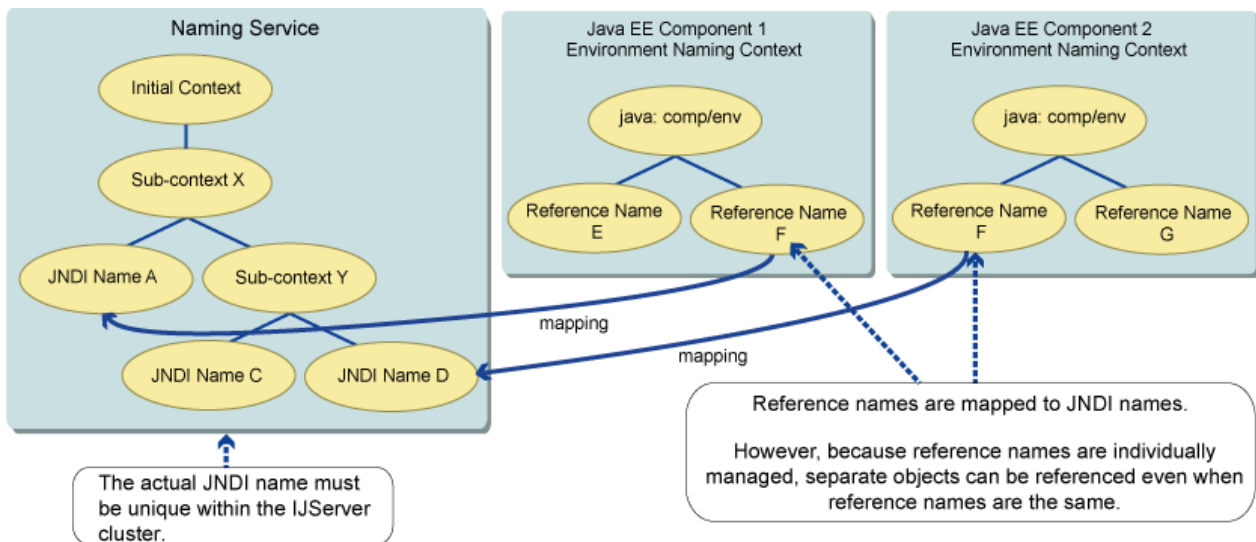 Naming Service
Initial Context
Sub-context X
JNDI Name A
Sub-context Y
JNDI Name C
JNDI Name D
The actual JNDI name must
be unique within the IJServer
cluster.
Java EE Component 1
Environment Naming Context
java: comp/env
Reference Name
E
Reference Name
F
Java EE Component 2
Environment Naming Context
java: comp/env
Reference Name
F
Reference Name
G
mapping
mapping
Reference names are mapped to JNDI names.
However, because reference names are individually
managed, separate objects can be referenced even when
reference names are the same.